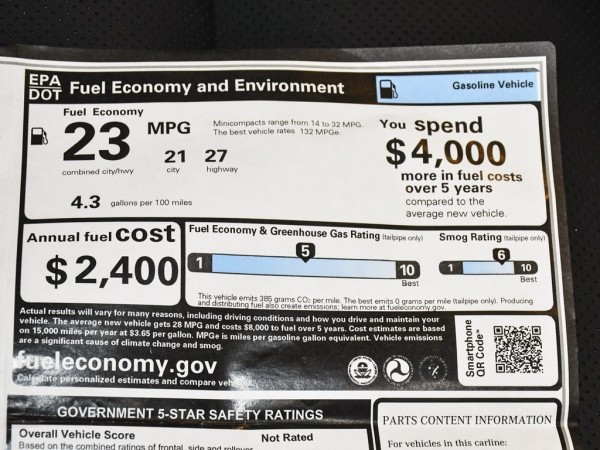 EPA
DOT
Fuel Economy and Environment
Gasoline Vehicle
Fuel Economy
23
MPG
combined city/hwy
21
city
27
highway
4.3 gallons per 100 miles
Minicompacts range from 14 to 32 MPG.
The best vehicle rates 132 MPGe.
You spend
$4,000
more in fuel costs
over 5 years
compared to the
average new vehicle.
Annual fuel cost
$2,400
Fuel Economy & Greenhouse Gas Rating (tailpipe only)
1
5
10
Best
Smog Rating (tailpipe only)
1
6
10
Best
This vehicle emits 385 grams CO2 per mile. The best emits 0 grams per mile (tailpipe only). Producing
and distributing fuel also create emissions; learn more at fueleconomy.gov.
Actual results will vary for many reasons, including driving conditions and how you drive and maintain your
vehicle. The average new vehicle gets 28 MPG and costs $8,000 to fuel over 5 years. Cost estimates are based
on 15,000 miles per year at $3.65 per gallon. MPGe is miles per gasoline gallon equivalent. Vehicle emissions
are a significant cause of climate change and smog.
fueleconomy.gov
Calculate personalized estimates and compare
Smartphone
QR Code™
GOVERNMENT 5-STAR SAFETY RATINGS
Overall Vehicle Score
Not Rated
Based on the combined ratings of frontal, side and rollover
PARTS CONTENT INFORMATION
For vehicles in this carline: